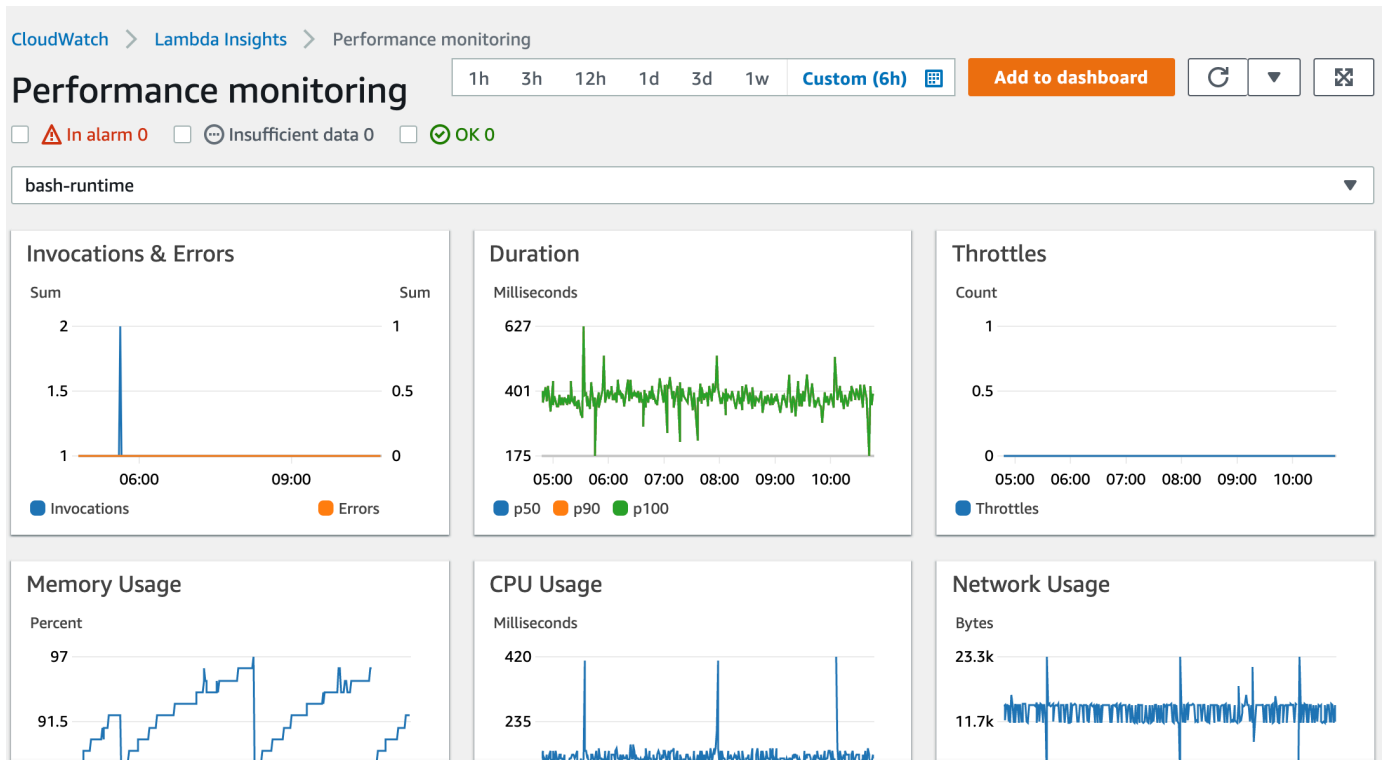 CloudWatch > Lambda Insights > Performance monitoring
Performance monitoring
1h 3h 12h 1d 3d 1w Custom (6h) Add to dashboard
In alarm 0 Insufficient data 0 OK 0
bash-runtime
Invocations & Errors
Sum Sum
2 1
1.5 0.5
1 0
06:00 09:00
Invocations Errors
Duration
Milliseconds
627
401
175
05:00 06:00 07:00 08:00 09:00 10:00
p50 p90 p100
Throttles
Count
1
0.5
0
05:00 06:00 07:00 08:00 09:00 10:00
Throttles
Memory Usage
Percent
97
91.5
CPU Usage
Milliseconds
420
235
Network Usage
Bytes
23.3k
11.7k